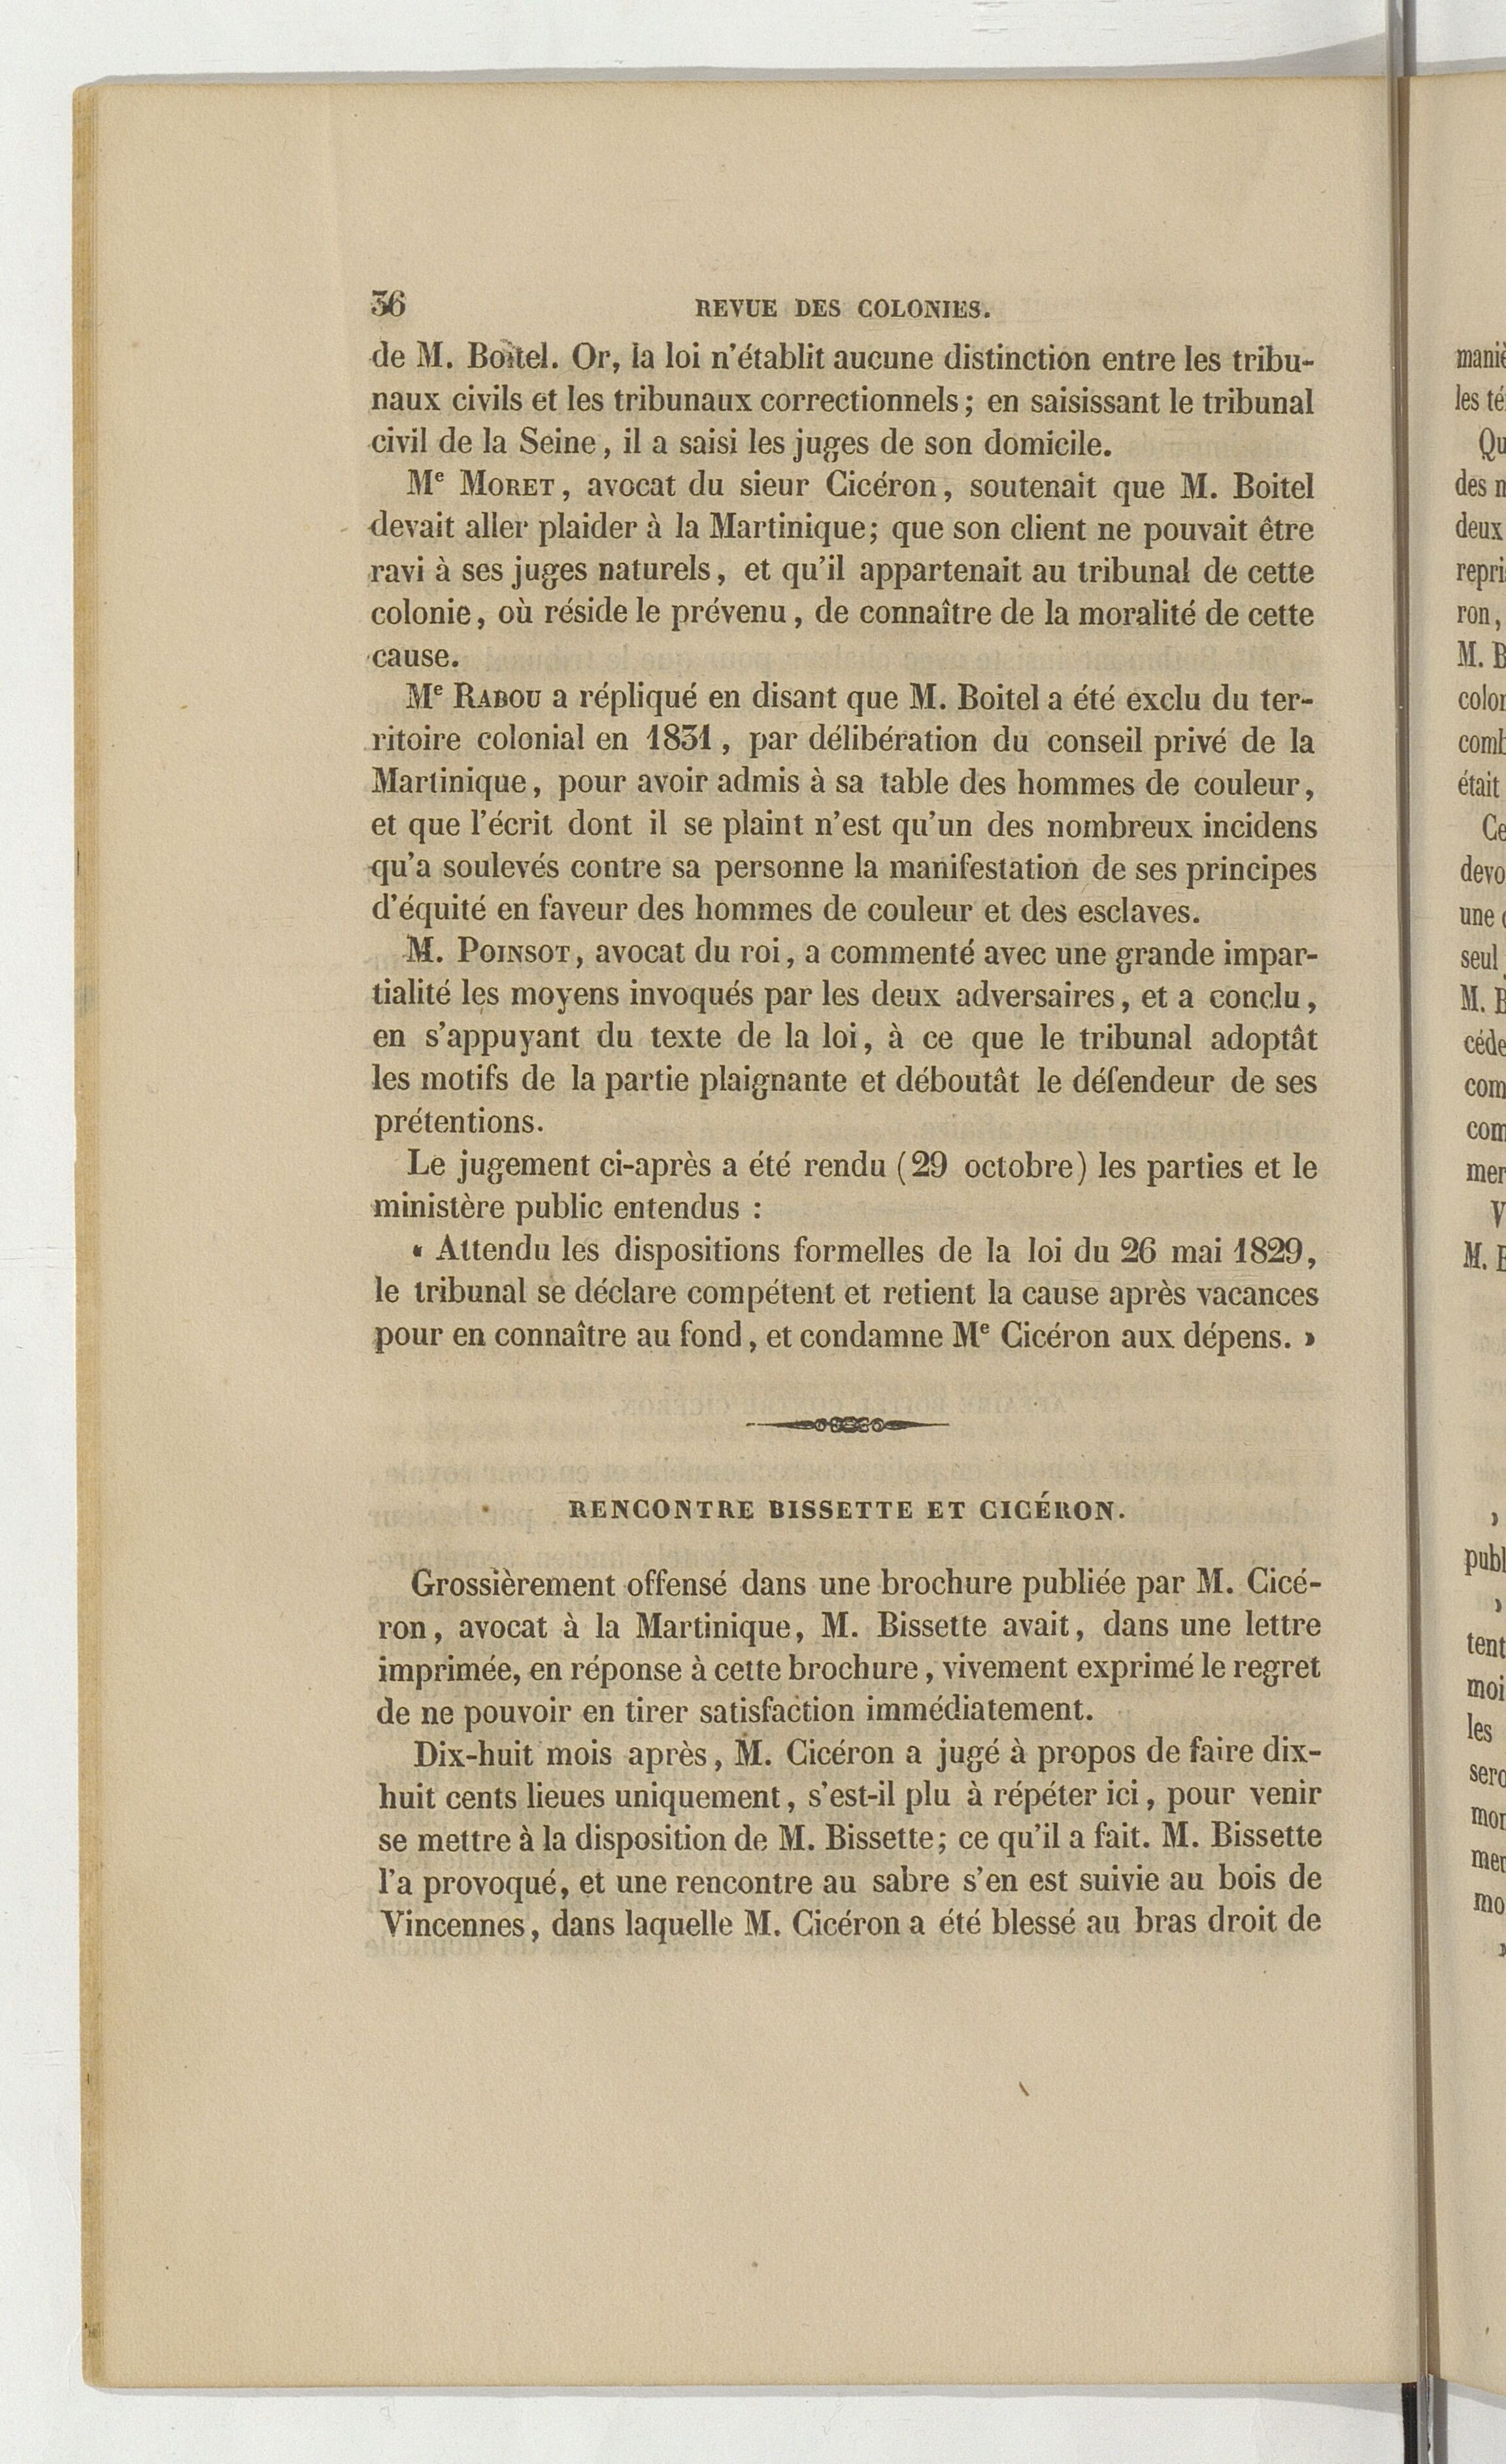 36
REVUE DES COLONIES.
de M. Boitel. Or, la loi n'établit aucune distinction entre les tribu-
naux civils et les tribunaux correctionnels; en saisissant le tribunal
civil de la Seine, il a saisi les juges de son domicile.
Me MORET, avocat du sieur Cicéron, soutenait que M. Boitel
devait aller plaider à la Martinique; que son client ne pouvait être
ravi à ses juges naturels, et qu'il appartenait au tribunal de cette
colonie, où réside le prévenu, de connaître de la moralité de cette
cause.
Me RABOU a répliqué en disant que M. Boitel a été exclu du ter-
ritoire colonial en 1831, par délibération du conseil privé de la
Martinique, pour avoir admis à sa table des hommes de couleur,
et que l'écrit dont il se plaint n'est qu'un des nombreux incidens
qu'a soulevés contre sa personne la manifestation de ses principes
d'équité en faveur des hommes de couleur et des esclaves.
M. POINSOT, avocat du roi, a commenté avec une grande impar-
tialité les moyens invoqués par les deux adversaires, et a conclu,
en s'appuyant du texte de la loi, à ce que le tribunal adoptât
les motifs de la partie plaignante et déboutât le défendeur de ses
prétentions.
Le jugement ci-après a été rendu (29 octobre) les parties et le
ministère public entendus :
« Attendu les dispositions formelles de la loi du 26 mai 1829,
le tribunal se déclare compétent et retient la cause après vacances
pour en connaître au fond, et condamne Me Cicéron aux dépens. »
RENCONTRE BISSETTE ET CICÉRON.
Grossièrement offensé dans une brochure publiée par M. Cicé-
ron, avocat à la Martinique, M. Bissette avait, dans une lettre
imprimée, en réponse à cette brochure, vivement exprimé le regret
de ne pouvoir en tirer satisfaction immédiatement.
Dix-huit mois après, M. Cicéron a jugé à propos de faire dix-
huit cents lieues uniquement, s'est-il plu à répéter ici, pour venir
se mettre à la disposition de M. Bissette; ce qu'il a fait. M. Bissette
l'a provoqué, et une rencontre au sabre s'en est suivie au bois de
Vincennes, dans laquelle M. Cicéron a été blessé au bras droit de